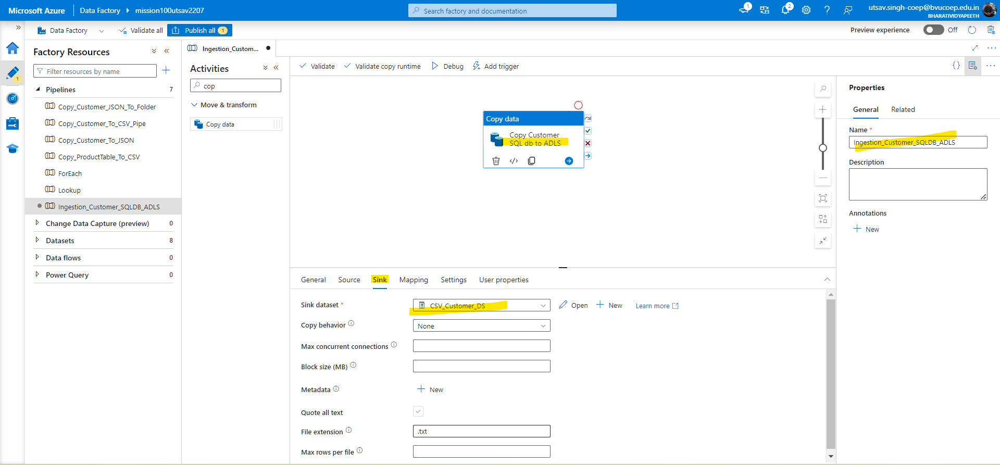 Microsoft Azure
Data Factory
mission100utsav2207
Search factory and documentation
1
2
?
utsav.singh-coep@bvucoep.edu.in
BHARATIVIDYAPEETH
Data Factory
Validate all
Publish all 1
Preview experience
Off
1
Factory Resources
Filter resources by name
Pipelines 7
Copy_Customer_JSON_To_Folder
Copy_Customer_To_CSV_Pipe
Copy_Customer_To_JSON
Copy_ProductTable_To_CSV
ForEach
Lookup
Ingestion_Customer_SQLDB_ADLS
Change Data Capture (preview) 0
Datasets 8
Data flows 0
Power Query 0
Ingestion_Custom...
Activities
cop
Move & transform
Copy data
Validate
Validate copy runtime
Debug
Add trigger
{}
Copy data
Copy Customer
SQL db to ADLS
General
Source
Sink
Mapping
Settings
User properties
Sink dataset *
CSV_Customer_DS
Open
New
Learn more
Copy behavior
None
Max concurrent connections
Block size (MB)
Metadata
New
Quote all text
File extension
.txt
Max rows per file
Properties
General
Related
Name *
Ingestion_Customer_SQLDB_ADLS
Description
Annotations
New